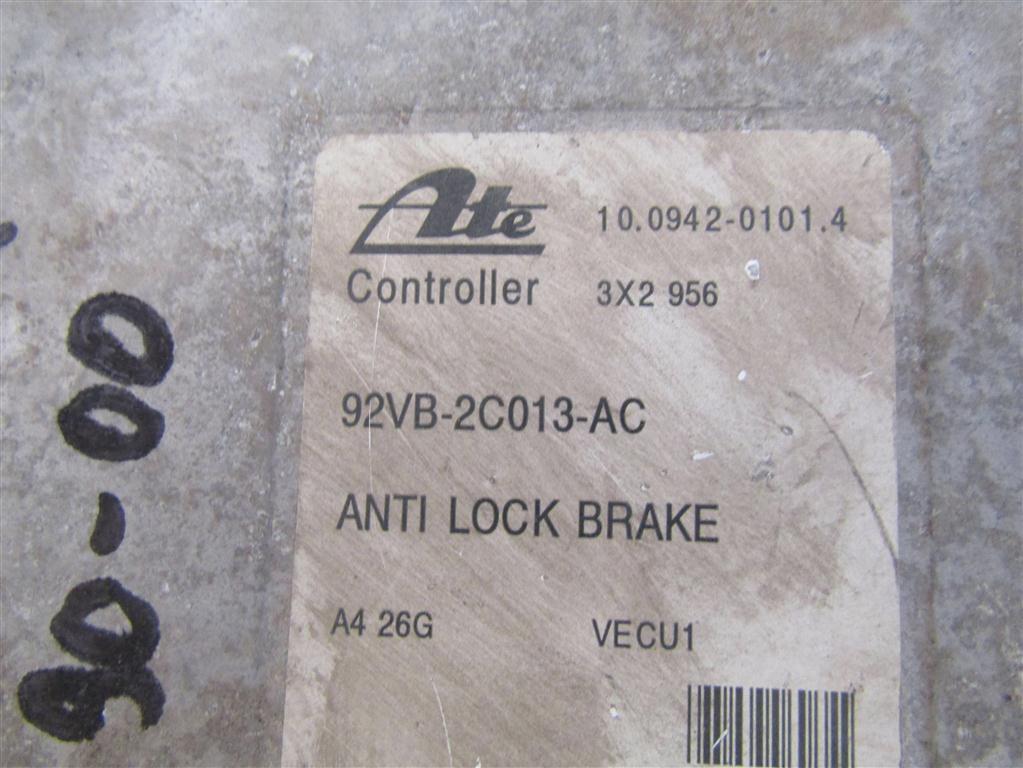 Ate 10.0942-0101.4
Controller 3X2 956
92VB-2C013-AC
ANTI LOCK BRAKE
A4 26G VECU1
90-00